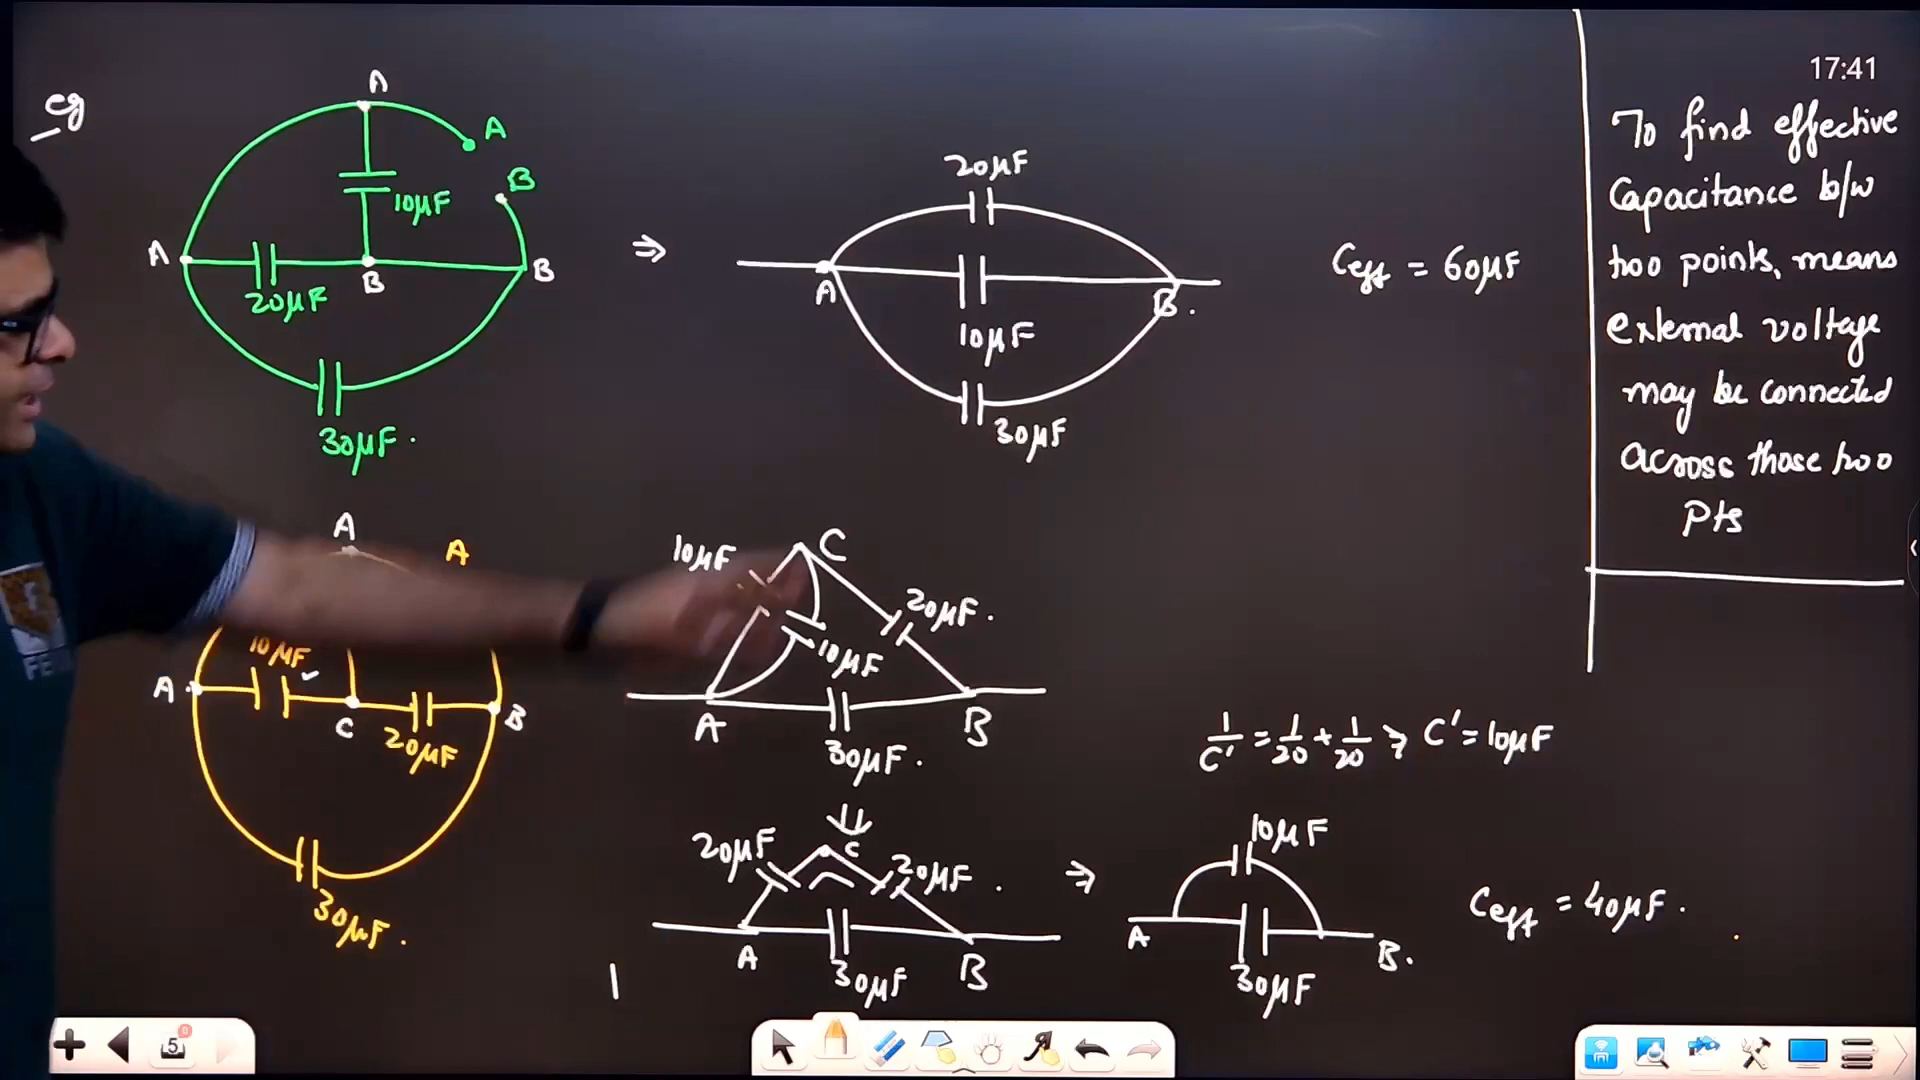 17:41
eg
A
A
B
10µF
A
B
B
20µF
30µF.
⇒
20µF
A
B.
10µF
30µF
Ceff = 60µF
To find effective
Capacitance b/w
two points, means
external voltage
may be connected
across those two
pts
A
A
10µF
A
C
B
20µF
30µF.
10µF
C
20µF.
10µF
A
B
30µF.
1/C' = 1/20 + 1/20 ⇒ C' = 10µF
⇓
20µF
C
20µF.
A
B
30µF
⇒
10µF
A
B.
30µF
Ceff = 40µF.
5
0